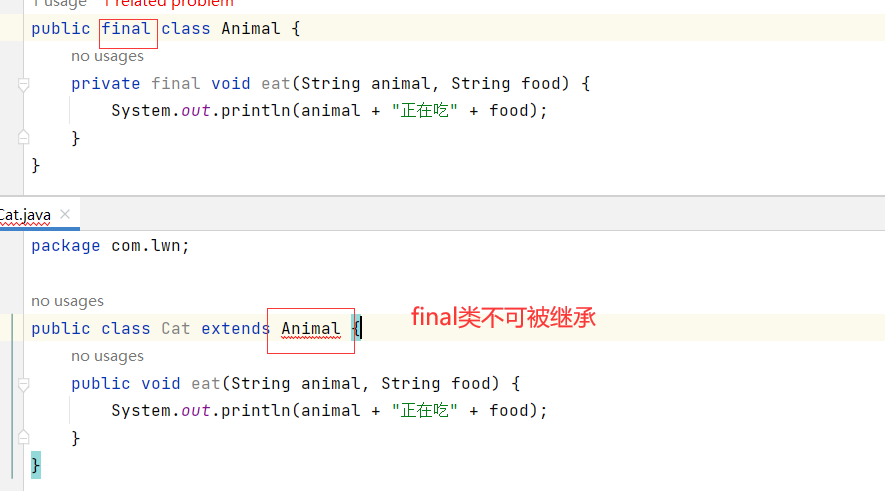 1 usage 1 related problem
public final class Animal {
no usages
private final void eat(String animal, String food) {
System.out.println(animal + "正在吃" + food);
}
}
Cat.java
package com.lwn;
no usages
public class Cat extends Animal {
final类不可被继承
no usages
public void eat(String animal, String food) {
System.out.println(animal + "正在吃" + food);
}
}